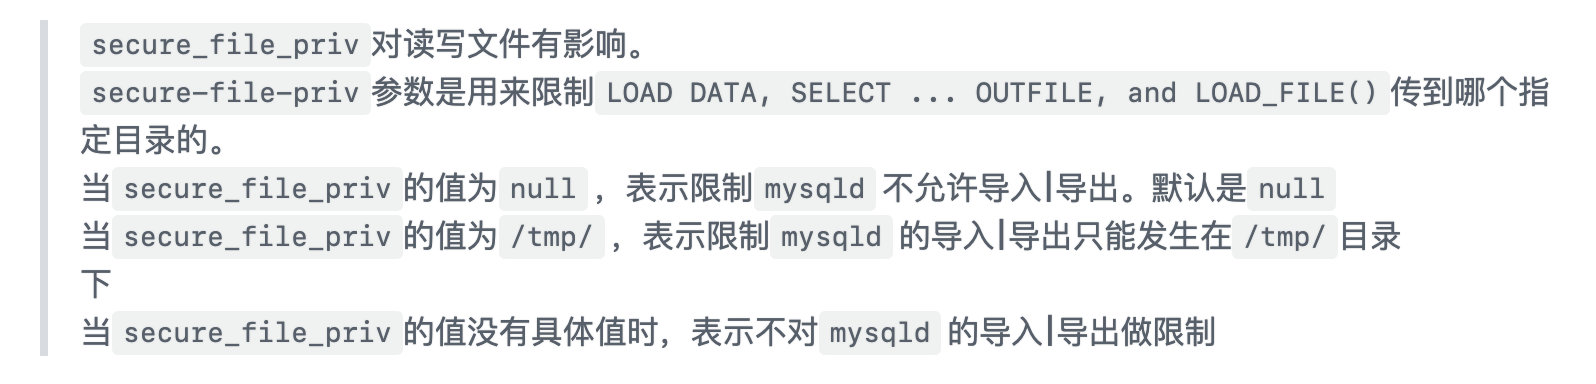 secure_file_priv对读写文件有影响。
secure-file-priv参数是用来限制LOAD DATA, SELECT ... OUTFILE, and LOAD_FILE()传到哪个指
定目录的。
当secure_file_priv的值为null，表示限制mysqld不允许导入|导出。默认是null
当secure_file_priv的值为/tmp/，表示限制mysqld的导入|导出只能发生在/tmp/目录
下
当secure_file_priv的值没有具体值时，表示不对mysqld的导入|导出做限制